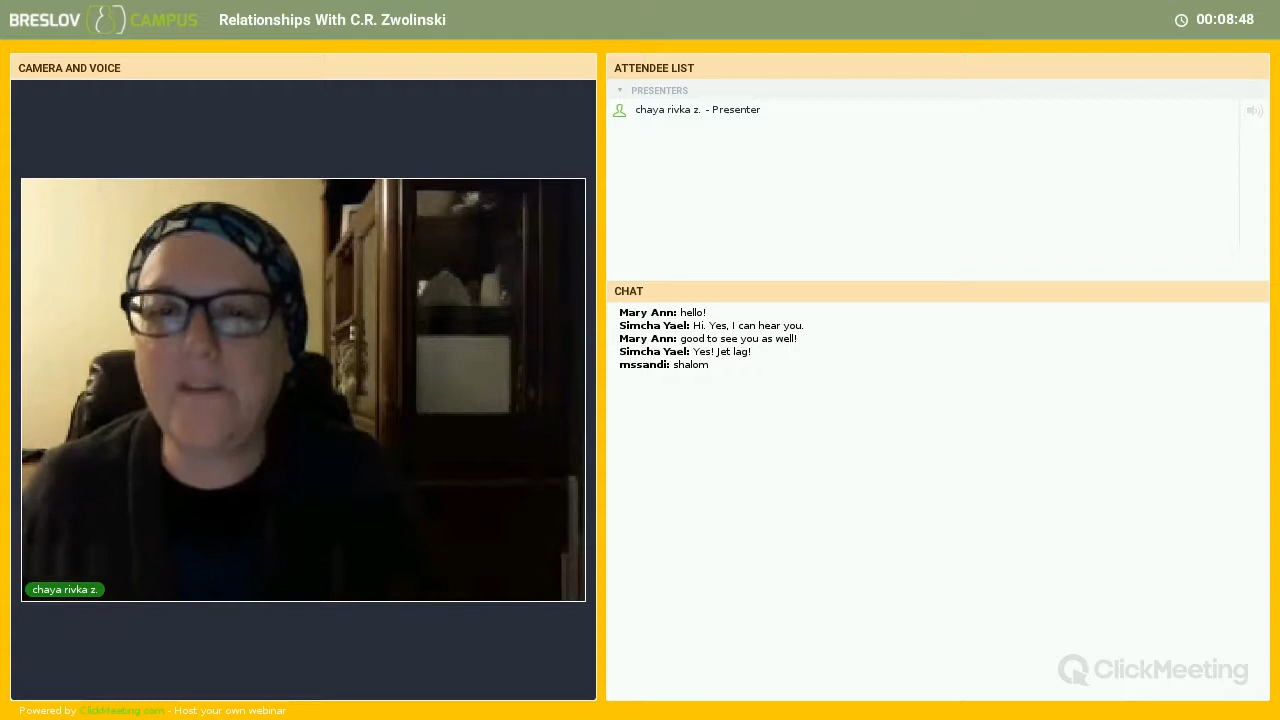 BRESLOV CAMPUS Relationships With C.R. Zwolinski 00:08:48
CAMERA AND VOICE
chaya rivka z.
ATTENDEE LIST
PRESENTERS
chaya rivka z. - Presenter
CHAT
Mary Ann: hello!
Simcha Yael: Hi. Yes, I can hear you.
Mary Ann: good to see you as well!
Simcha Yael: Yes! Jet lag!
mssandi: shalom
ClickMeeting
Powered by ClickMeeting.com - Host your own webinar